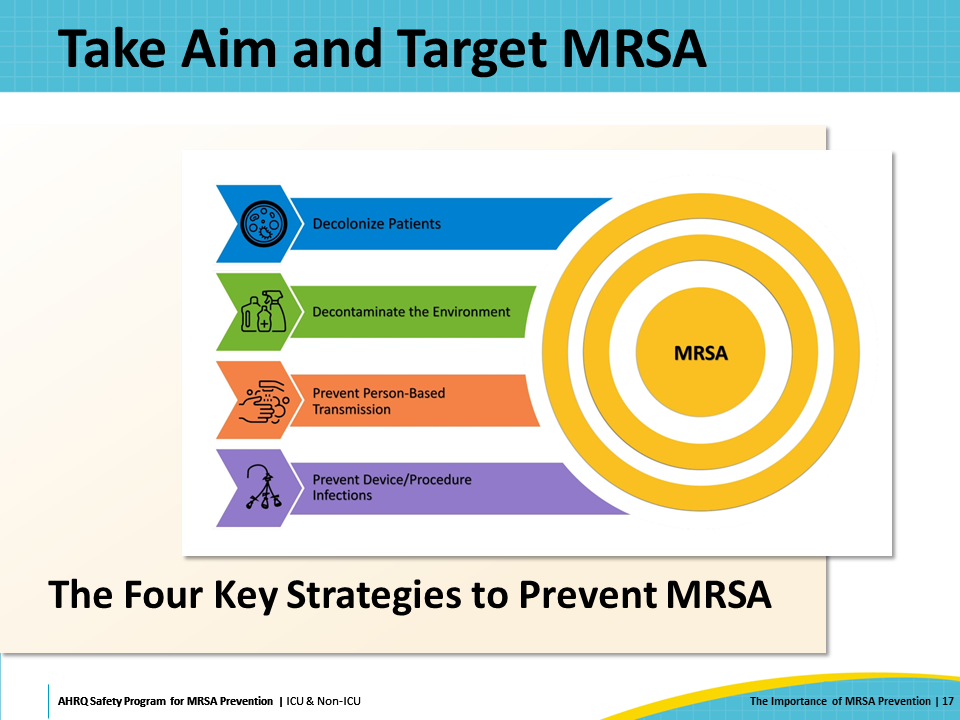 Take Aim and Target MRSA
Decolonize Patients
Decontaminate the Environment
Prevent Person-Based
Transmission
Prevent Device/Procedure
Infections
MRSA
The Four Key Strategies to Prevent MRSA
AHRQ Safety Program for MRSA Prevention | ICU & Non-ICU
The Importance of MRSA Prevention | 17